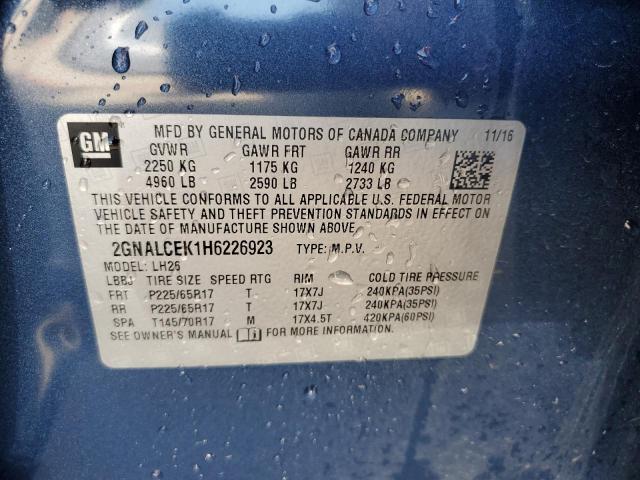 GM
MFD BY GENERAL MOTORS OF CANADA COMPANY 11/16
GVWR GAWR FRT GAWR RR
2250 KG 1175 KG 1240 KG
4960 LB 2590 LB 2733 LB
THIS VEHICLE CONFORMS TO ALL APPLICABLE U.S. FEDERAL MOTOR
VEHICLE SAFETY AND THEFT PREVENTION STANDARDS IN EFFECT ON
THE DATE OF MANUFACTURE SHOWN ABOVE.
2GNALCEK1H6226923 TYPE: M.P.V.
MODEL: LH26
LBBJ TIRE SIZE SPEED RTG RIM COLD TIRE PRESSURE
FRT P225/65R17 T 17X7J 240KPA(35PSI)
RR P225/65R17 T 17X7J 240KPA(35PSI)
SPA T145/70R17 M 17X4.5T 420KPA(60PSI)
SEE OWNER'S MANUAL FOR MORE INFORMATION.